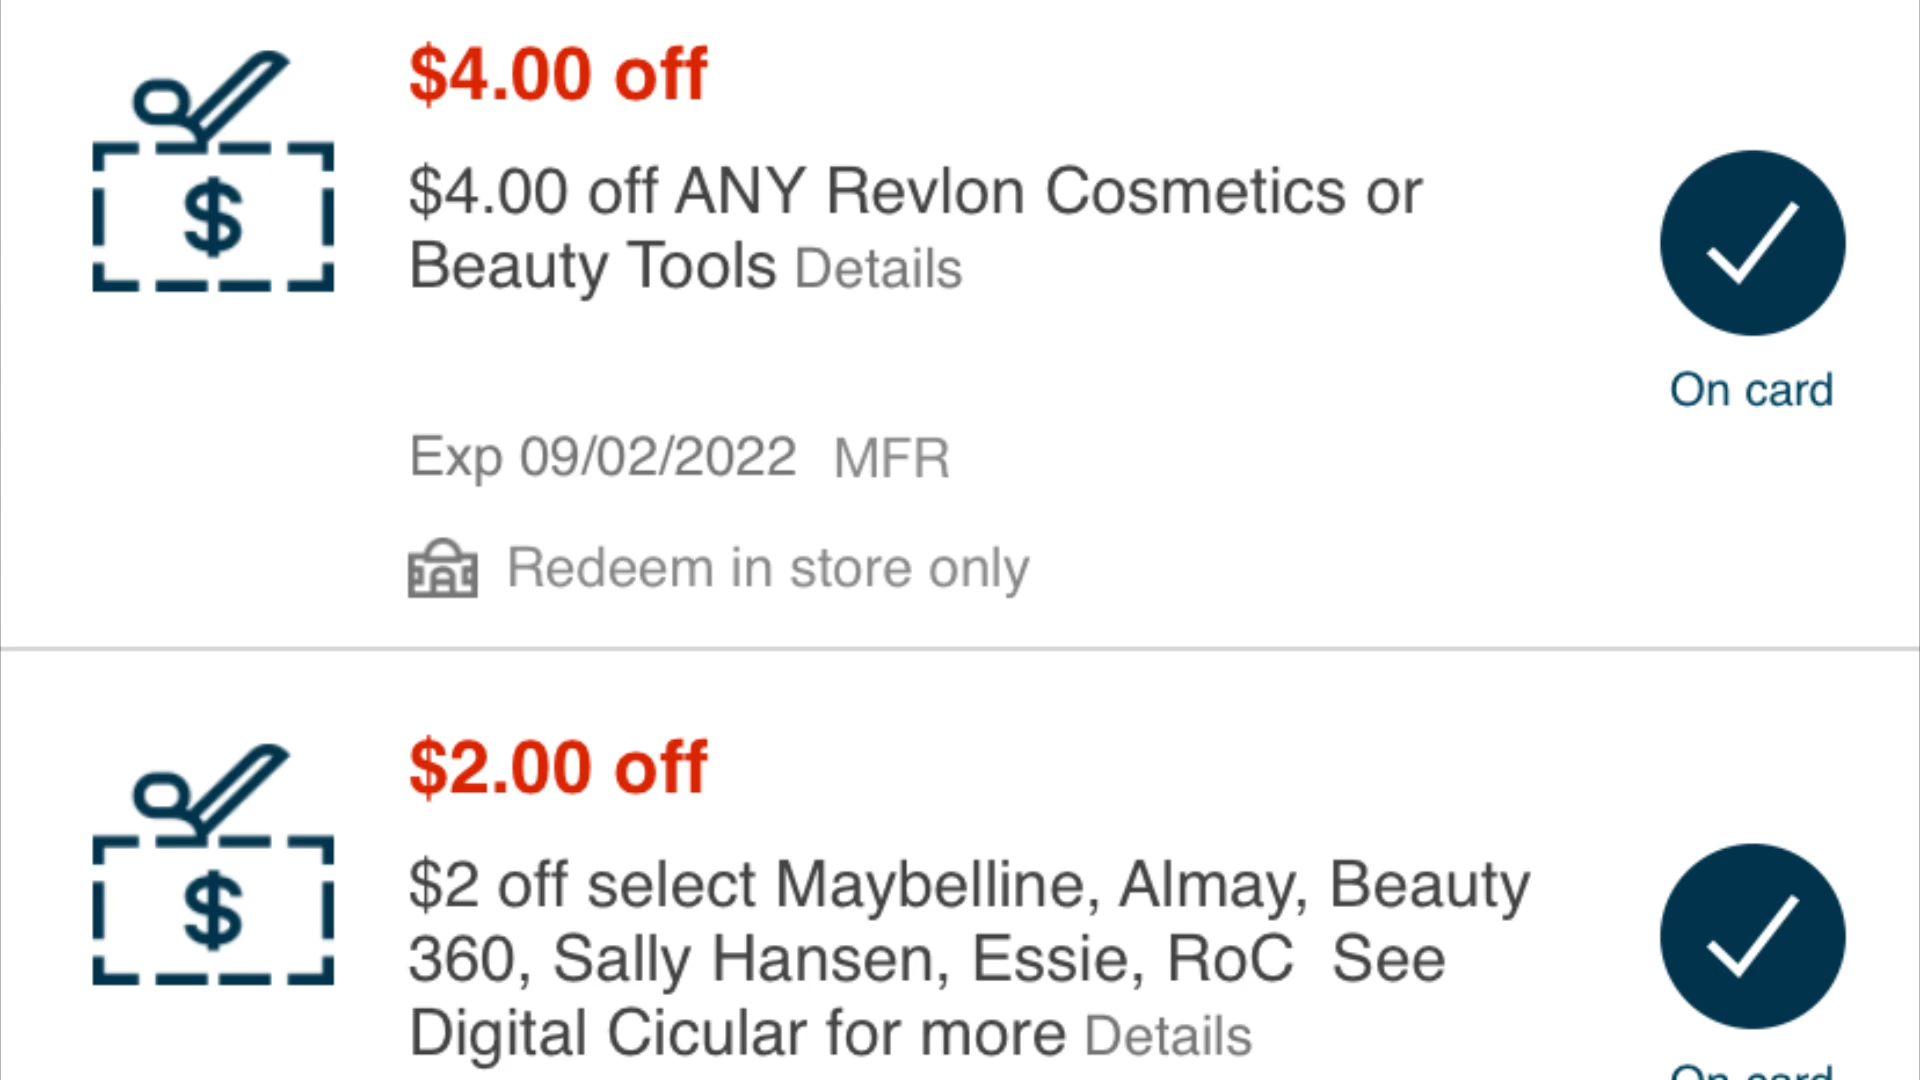 $4.00 off
$4.00 off ANY Revlon Cosmetics or
Beauty Tools Details
On card
Exp 09/02/2022 MFR
Redeem in store only
$2.00 off
$2 off select Maybelline, Almay, Beauty
360, Sally Hansen, Essie, RoC  See
Digital Cicular for more Details
On card